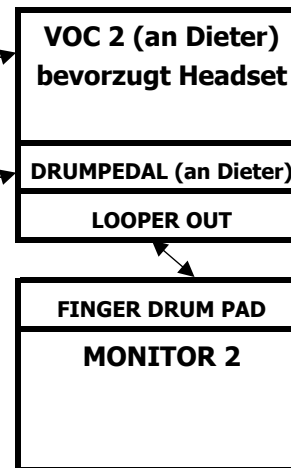 VOC 2 (an Dieter)
bevorzugt Headset
DRUMPEDAL (an Dieter)
LOOPER OUT
FINGER DRUM PAD
MONITOR 2